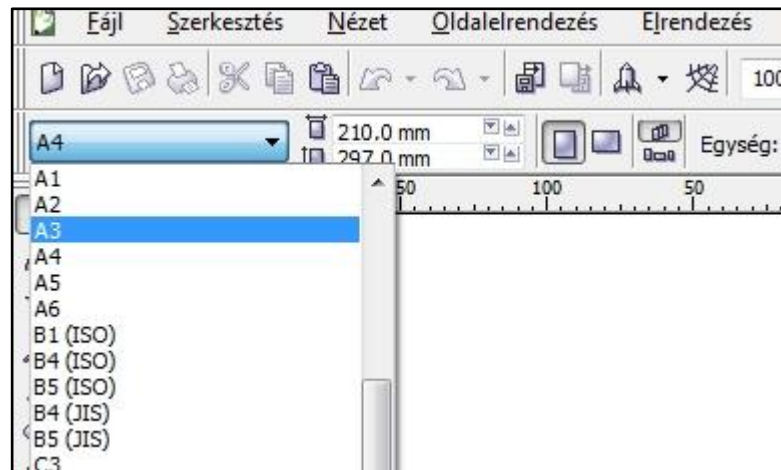 Fájl Szerkesztés Nézet Oldalelrendezés Elrendezés
100
A4 210.0 mm
297.0 mm
Egység:
50 100 50
A1
A2
A3
A4
A5
A6
B1 (ISO)
B4 (ISO)
B5 (ISO)
B4 (JIS)
B5 (JIS)
C3